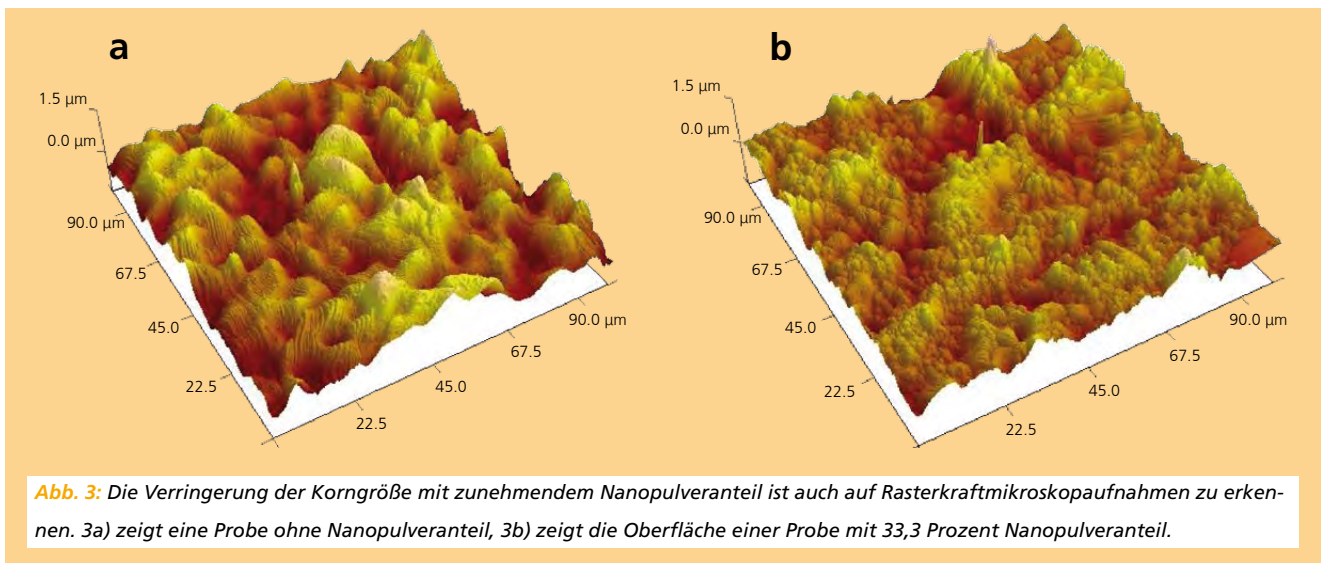 a
b
1.5 µm
0.0 µm
90.0 µm
67.5
45.0
22.5
22.5
45.0
67.5
90.0 µm
1.5 µm
0.0 µm
90.0 µm
67.5
45.0
22.5
22.5
45.0
67.5
90.0 µm
Abb. 3: Die Verringerung der Korngröße mit zunehmendem Nanopulveranteil ist auch auf Rasterkraftmikroskopaufnahmen zu erken-
nen. 3a) zeigt eine Probe ohne Nanopulveranteil, 3b) zeigt die Oberfläche einer Probe mit 33,3 Prozent Nanopulveranteil.